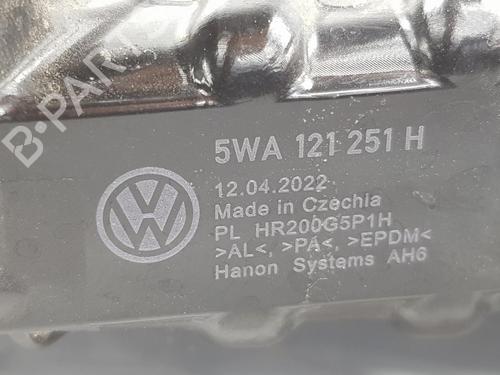 B-PARTS
5WA 121 251 H
12.04.2022
Made in Czechia
PL HR200G5P1H
>AL<, >PA<, >EPDM<
Hanon Systems AH6